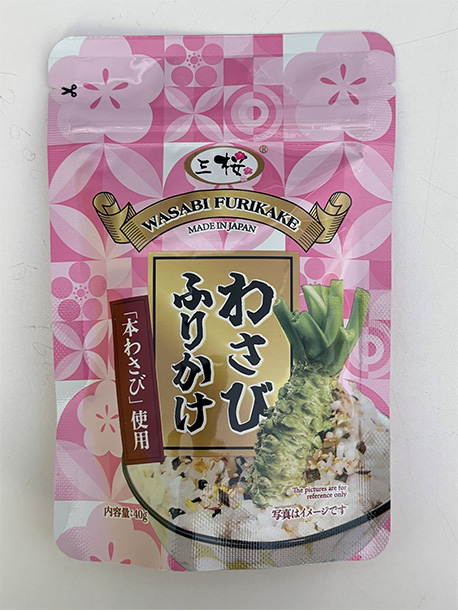 三桜®
WASABI FURIKAKE
MADE IN JAPAN
わさび
ふりかけ
「本わさび」使用
The pictures are for
reference only
内容量:40g
写真はイメージです